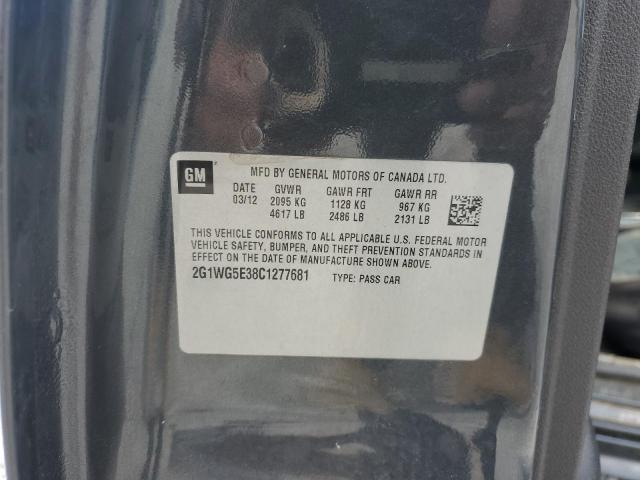 GM
MFD BY GENERAL MOTORS OF CANADA LTD.
DATE GVWR GAWR FRT GAWR RR
03/12 2095 KG 1128 KG 967 KG
4617 LB 2486 LB 2131 LB
THIS VEHICLE CONFORMS TO ALL APPLICABLE U.S. FEDERAL MOTOR
VEHICLE SAFETY, BUMPER, AND THEFT PREVENTION STANDARDS IN
EFFECT ON THE DATE OF MANUFACTURE SHOWN ABOVE.
2G1WG5E38C1277681 TYPE: PASS CAR